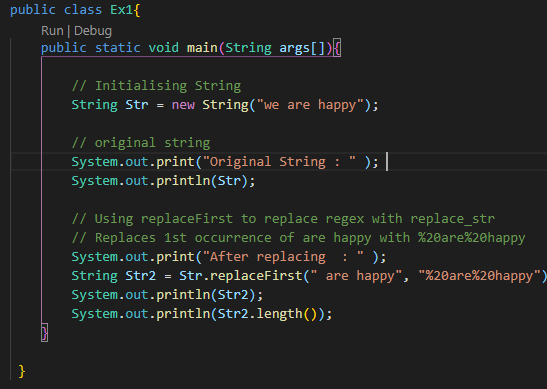 public class Ex1{
Run | Debug
public static void main(String args[]){
// Initialising String
String Str = new String("we are happy");
// original string
System.out.print("Original String : " );
System.out.println(Str);
// Using replaceFirst to replace regex with replace_str
// Replaces 1st occurrence of are happy with %20are%20happy
System.out.print("After replacing  : " );
String Str2 = Str.replaceFirst(" are happy", "%20are%20happy")
System.out.println(Str2);
System.out.println(Str2.length());
}
}